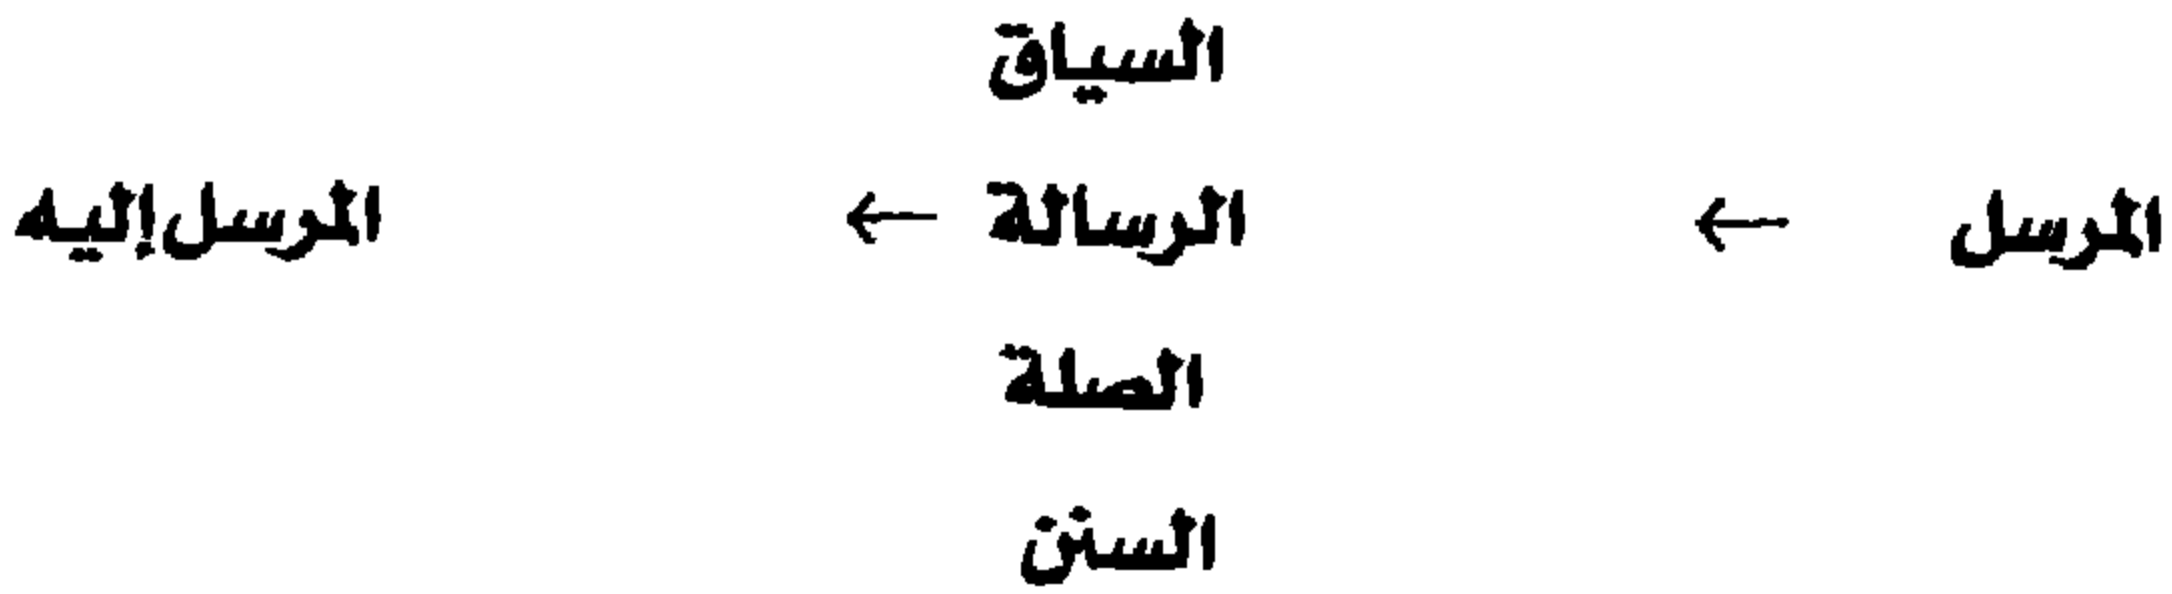 السياق
المرسل ← الرسالة ← المرسل إليه
الصلة
السنن